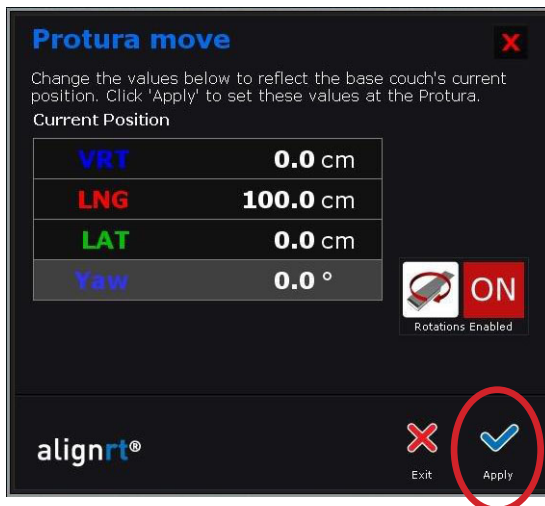 Protura move
X
Change the values below to reflect the base couch's current
position. Click 'Apply' to set these values at the Protura.
Current Position
VRT 0.0 cm
LNG 100.0 cm
LAT 0.0 cm
Yaw 0.0 °
ON
Rotations Enabled
alignrt®
Exit Apply